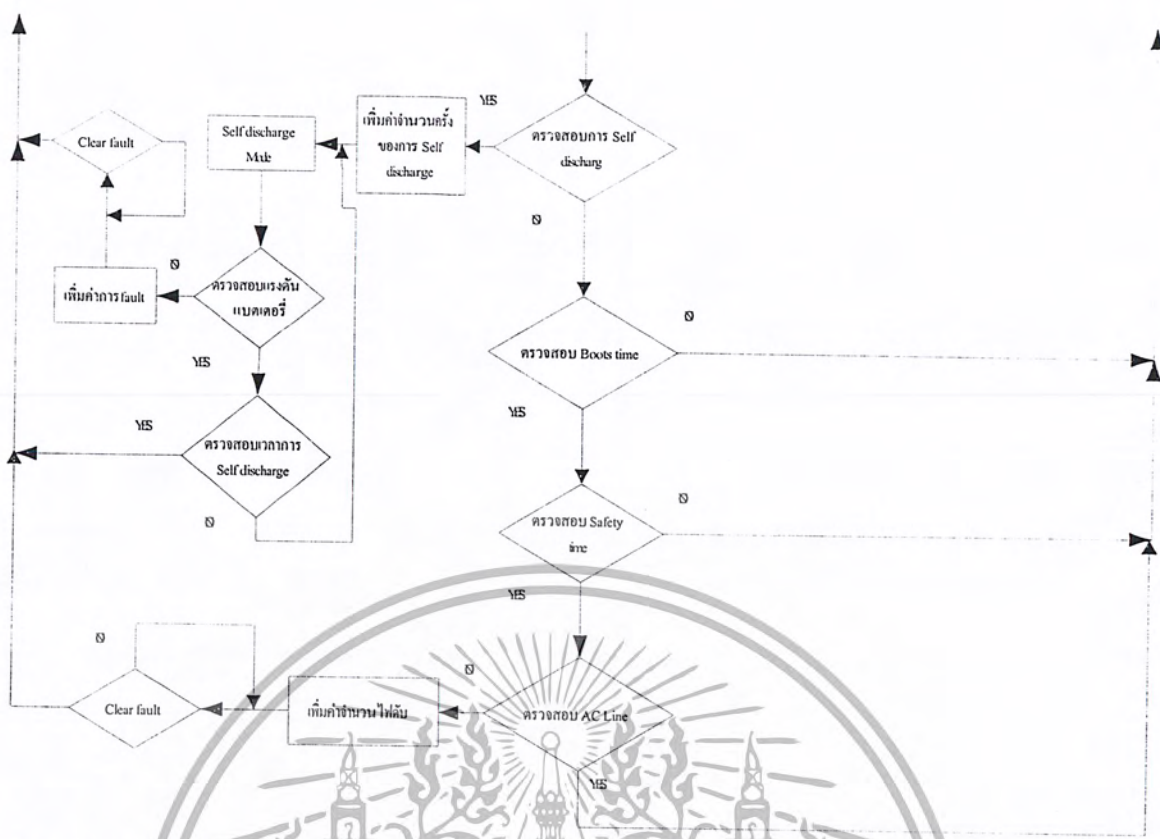 YES
ตรวจสอบการ Self
discharg
เพิ่มค่าจำนวนครั้ง
ของการ Self
discharge
Self discharge
Mode
Clear fault
NO
ตรวจสอบแรงดัน
แบตเตอรี่
NO
เพิ่มค่าการ fault
YES
ตรวจสอบ Boots time
NO
YES
ตรวจสอบเวลาการ
Self discharge
YES
NO
ตรวจสอบ Safety
time
NO
YES
ตรวจสอบ AC Line
NO
YES
เพิ่มค่าจำนวนไฟดับ
Clear fault
NO
YES